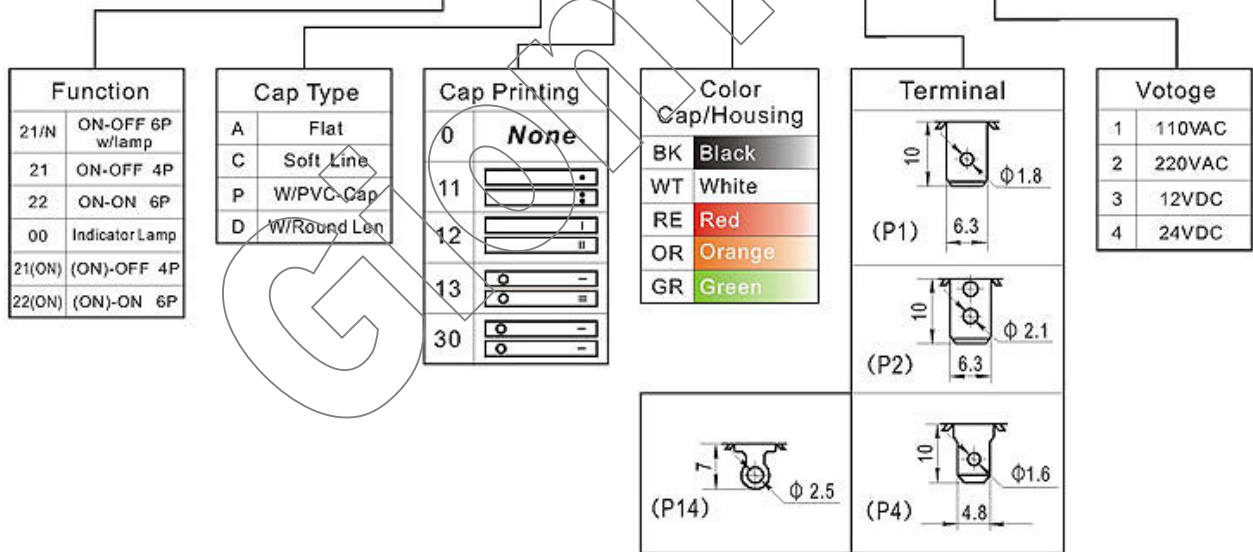 Function
21/N ON-OFF 6P w/lamp
21 ON-OFF 4P
22 ON-ON 6P
00 Indicator Lamp
21(ON) (ON)-OFF 4P
22(ON) (ON)-ON 6P
Cap Type
A Flat
C Soft Line
P W/PVC-Cap
D W/Round Len
Cap Printing
0 None
11
12 I
II
13 O –
O =
30 O –
O –
Color
Cap/Housing
BK Black
WT White
RE Red
OR Orange
GR Green
Terminal
10
Φ1.8
(P1) 6.3
10
Φ 2.1
(P2) 6.3
10
Φ1.6
(P4) 4.8
7
Φ 2.5
(P14)
Votoge
1 110VAC
2 220VAC
3 12VDC
4 24VDC